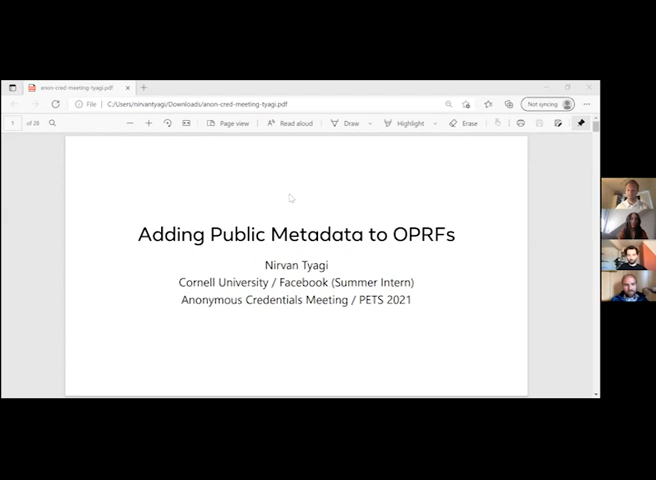 anon-cred-meeting-tyagi.pdf
File C:/Users/nirvantyagi/Downloads/anon-cred-meeting-tyagi.pdf
Not syncing
1 of 28
Page view
Read aloud
Draw
Highlight
Erase
Adding Public Metadata to OPRFs
Nirvan Tyagi
Cornell University / Facebook (Summer Intern)
Anonymous Credentials Meeting / PETS 2021